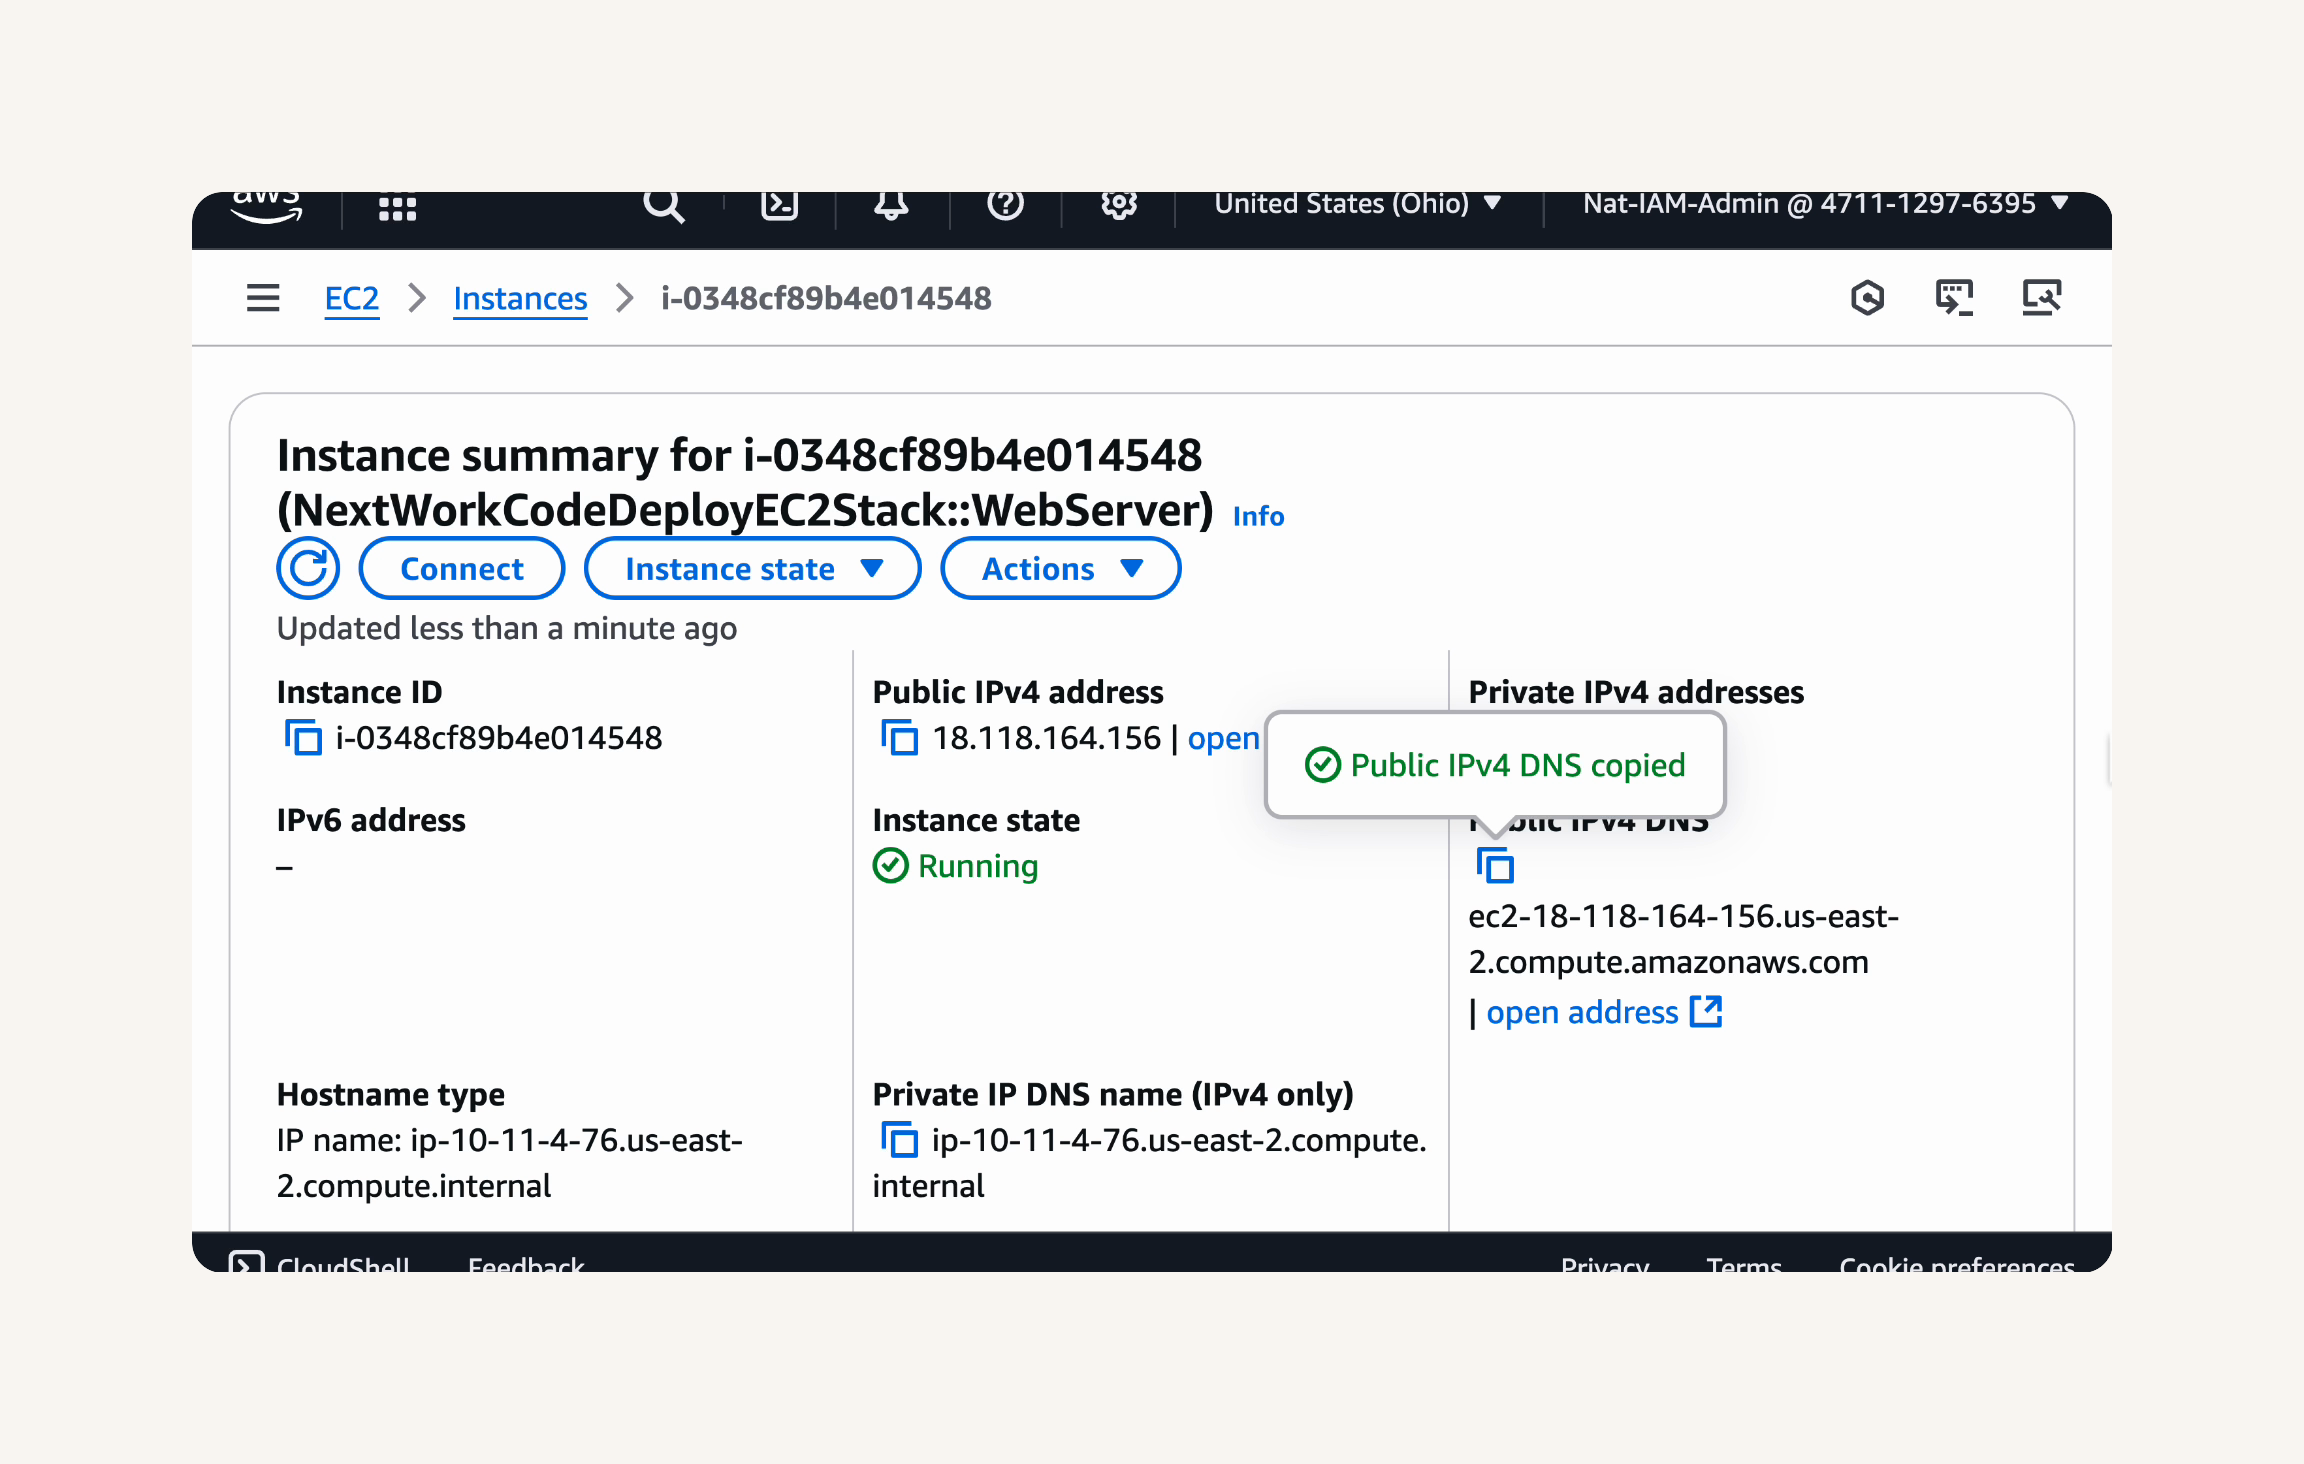 aws
United States (Ohio)
Nat-IAM-Admin @ 4711-1297-6395
EC2 Instances i-0348cf89b4e014548
Instance summary for i-0348cf89b4e014548
(NextWorkCodeDeployEC2Stack::WebServer) Info
Connect Instance state Actions
Updated less than a minute ago
Instance ID
i-0348cf89b4e014548
Public IPv4 address
18.118.164.156 | open
Private IPv4 addresses
Public IPv4 DNS copied
IPv6 address
–
Instance state
Running
Public IPv4 DNS
ec2-18-118-164-156.us-east-
2.compute.amazonaws.com
| open address
Hostname type
IP name: ip-10-11-4-76.us-east-
2.compute.internal
Private IP DNS name (IPv4 only)
ip-10-11-4-76.us-east-2.compute.
internal
CloudShell Feedback Privacy Terms Cookie preferences